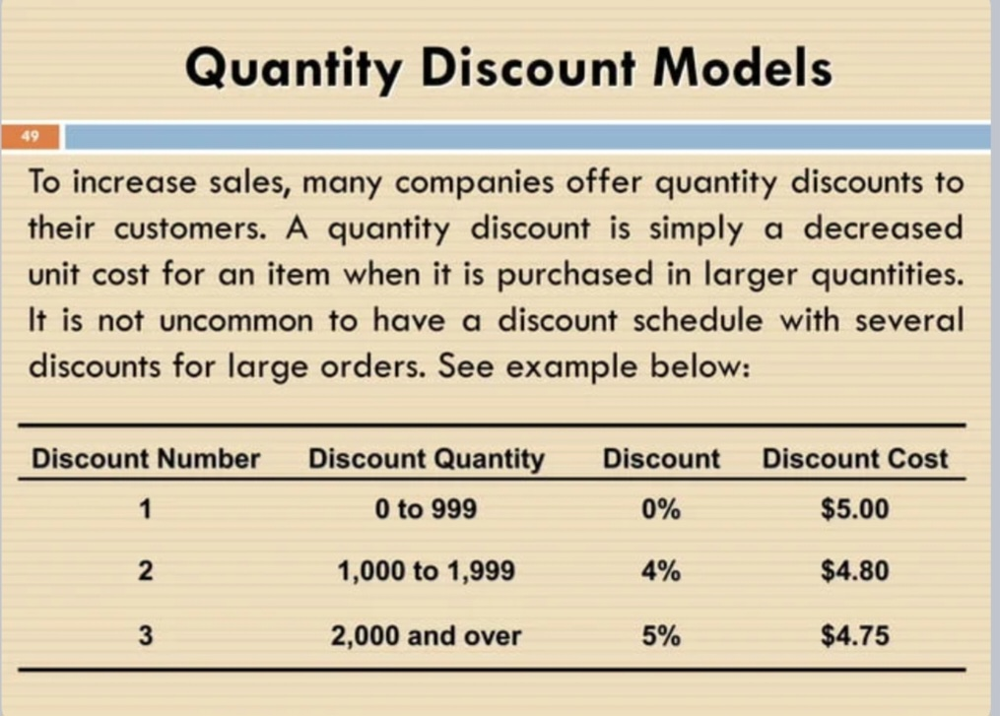 Quantity Discount Models
49
To increase sales, many companies offer quantity discounts to
their customers. A quantity discount is simply a decreased
unit cost for an item when it is purchased in larger quantities.
It is not uncommon to have a discount schedule with several
discounts for large orders. See example below:
Discount Number Discount Quantity Discount Discount Cost
1 0 to 999 0% $5.00
2 1,000 to 1,999 4% $4.80
3 2,000 and over 5% $4.75